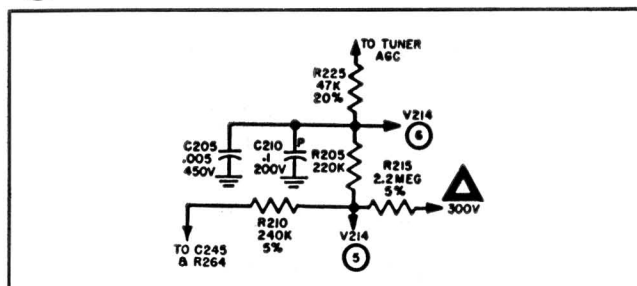 TO TUNER
AGC
R225
47K
20%
V214
6
C205
.005
450V
C210
.1
200V
P
R205
220K
R215
2.2MEG
5%
300V
R210
240K
5%
TO C245
& R264
V214
5